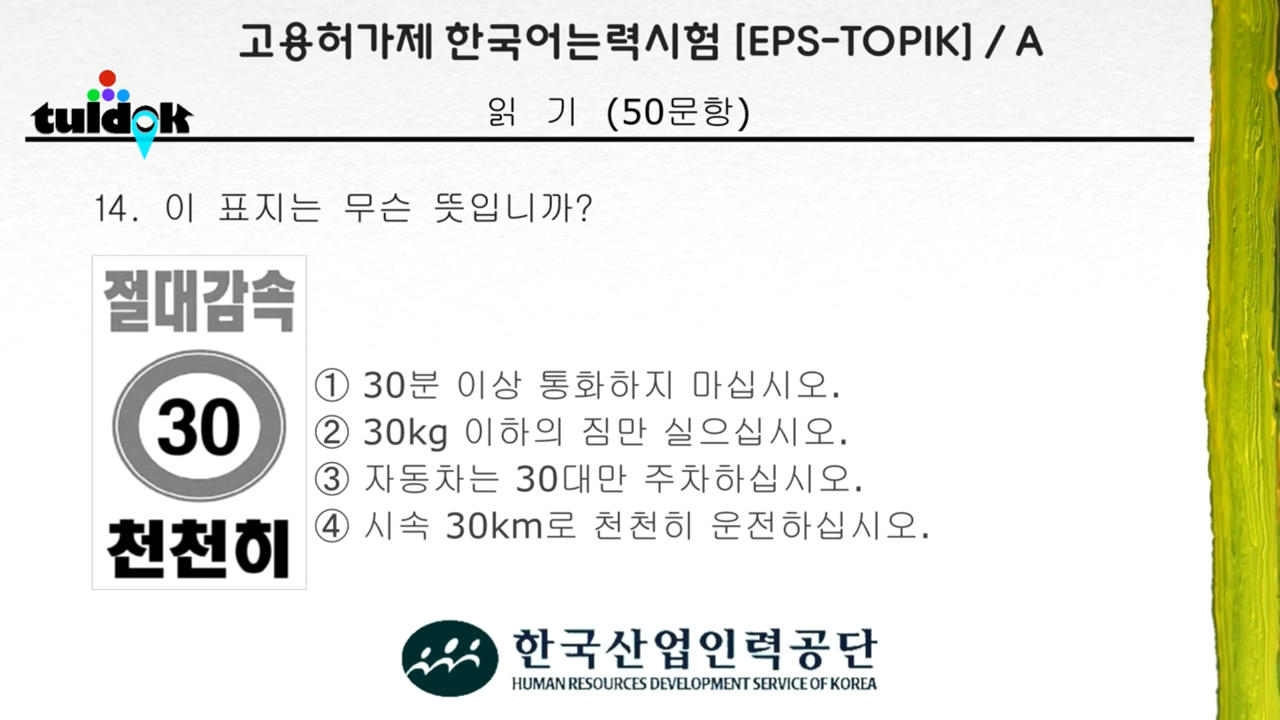 고용허가제 한국어능력시험 [EPS-TOPIK] / A
tuidok
읽 기 (50문항)
14. 이 표지는 무슨 뜻입니까?
절대감속
30
천천히
① 30분 이상 통화하지 마십시오.
② 30kg 이하의 짐만 실으십시오.
③ 자동차는 30대만 주차하십시오.
④ 시속 30km로 천천히 운전하십시오.
한국산업인력공단
HUMAN RESOURCES DEVELOPMENT SERVICE OF KOREA